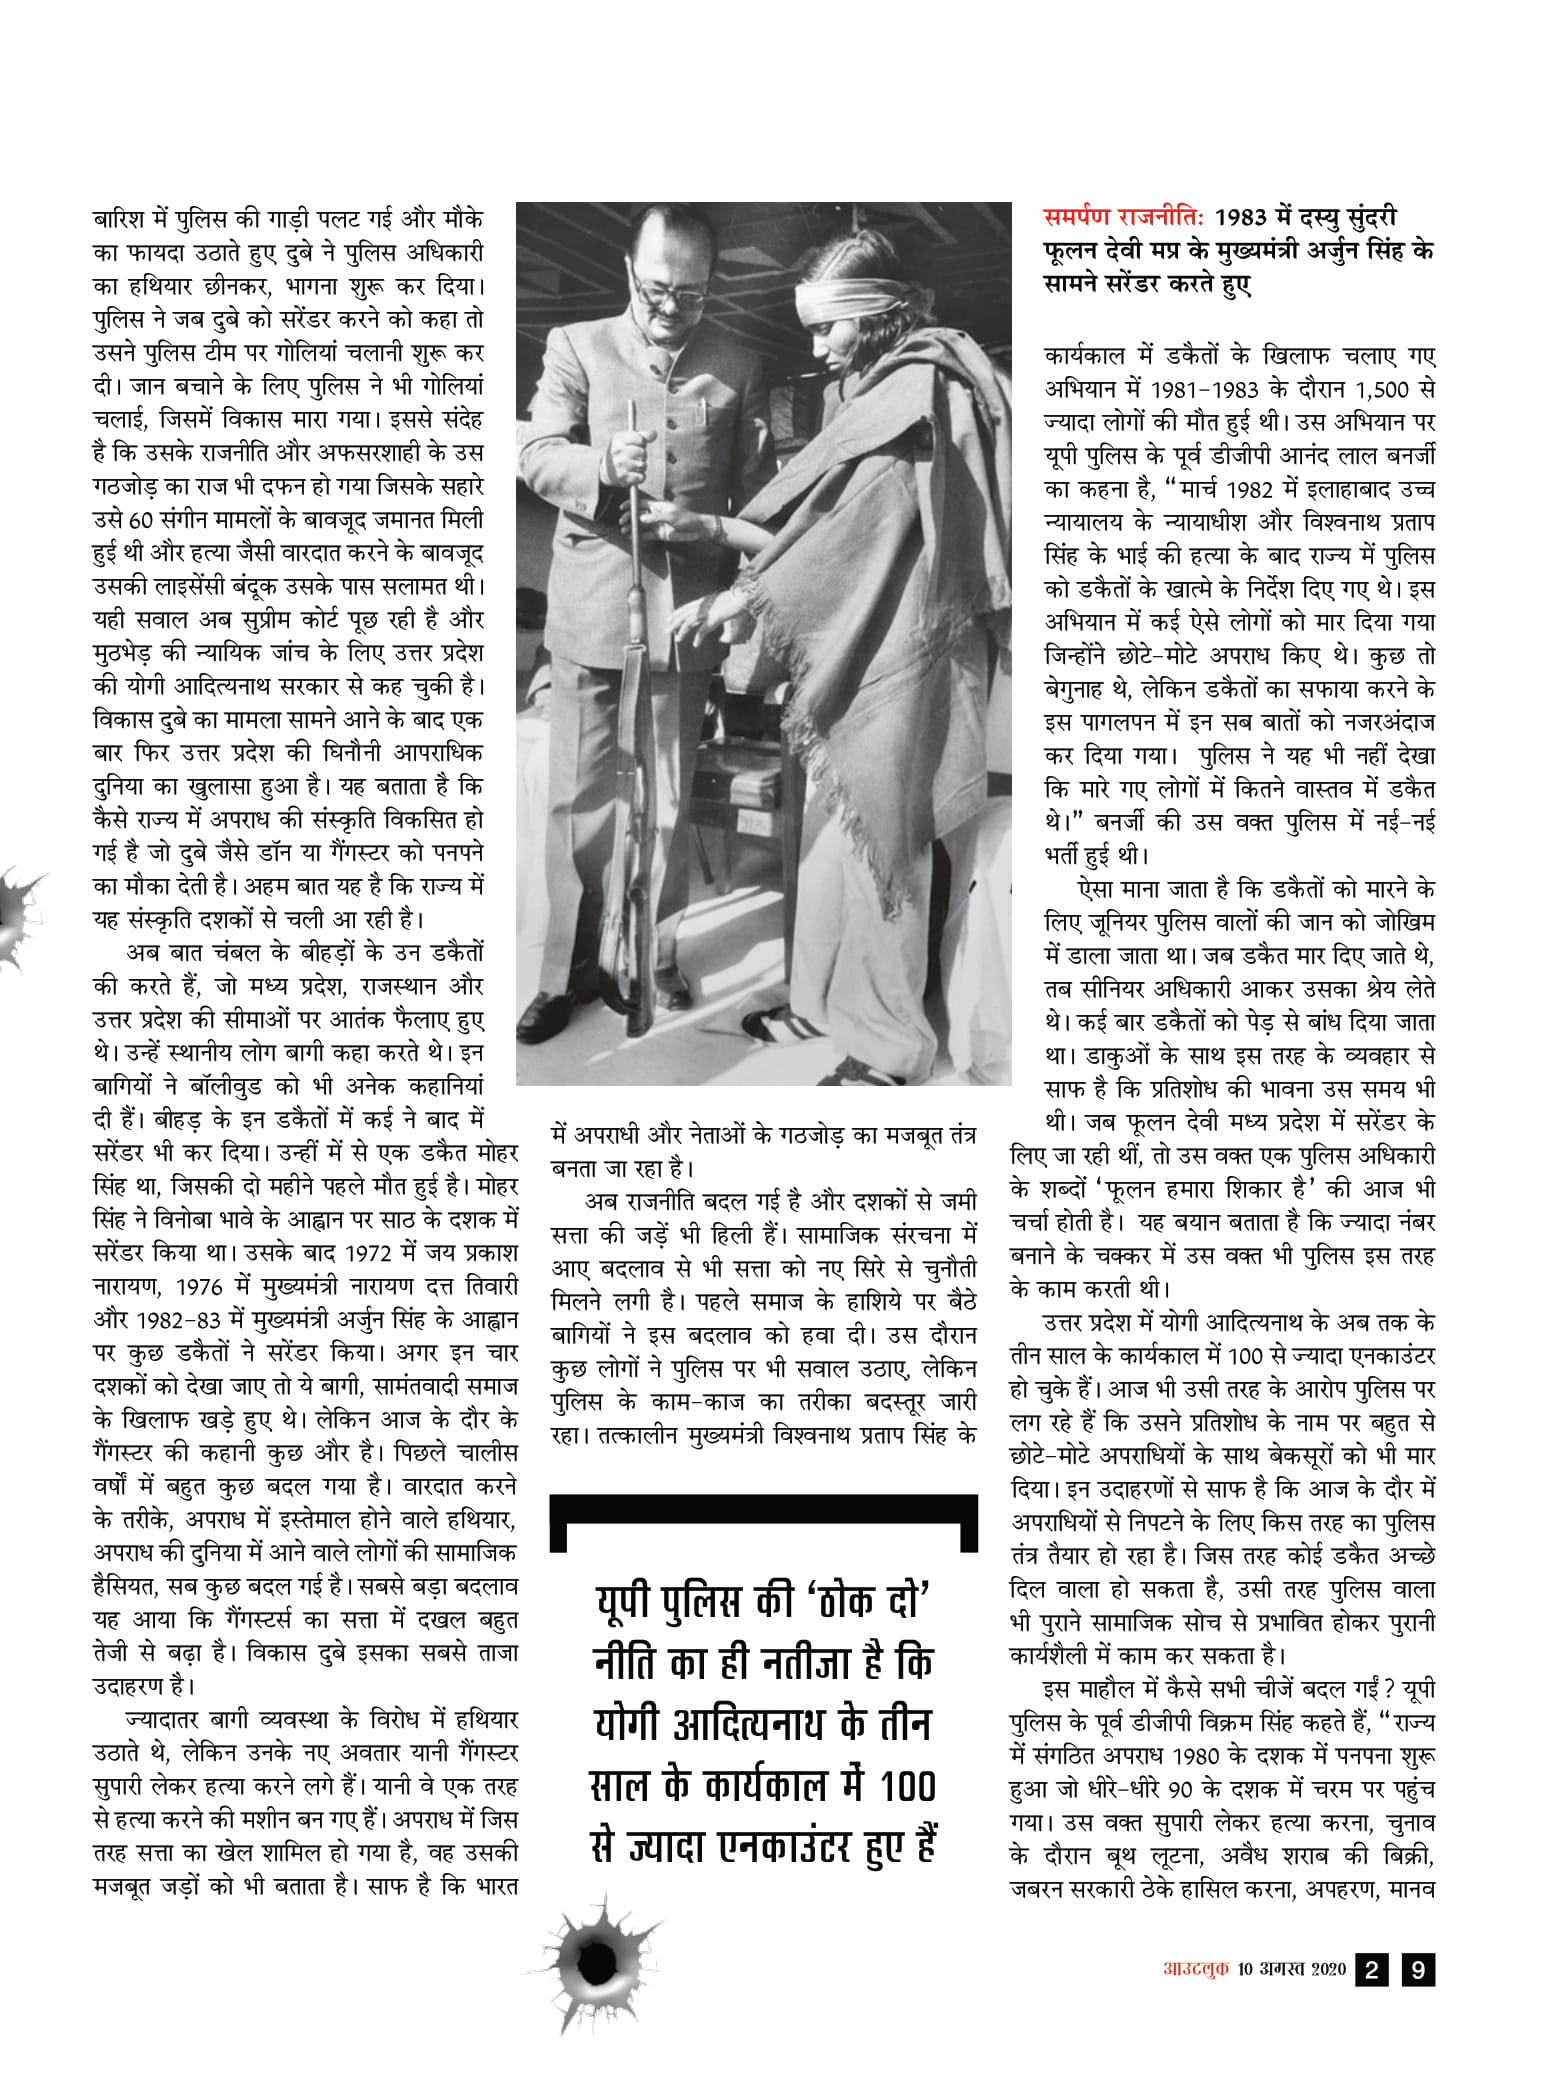 बारिश में पुलिस की गाड़ी पलट गई और मौके
का फायदा उठाते हुए दुबे ने पुलिस अधिकारी
का हथियार छीनकर, भागना शुरू कर दिया।
पुलिस ने जब दुबे को सरेंडर करने को कहा तो
उसने पुलिस टीम पर गोलियां चलानी शुरू कर
दी। जान बचाने के लिए पुलिस ने भी गोलियां
चलाई, जिसमें विकास मारा गया। इससे संदेह
है कि उसके राजनीति और अफसरशाही के उस
गठजोड़ का राज भी दफन हो गया जिसके सहारे
उसे 60 संगीन मामलों के बावजूद जमानत मिली
हुई थी और हत्या जैसी वारदात करने के बावजूद
उसकी लाइसेंसी बंदूक उसके पास सलामत थी।
यही सवाल अब सुप्रीम कोर्ट पूछ रही है और
मुठभेड़ की न्यायिक जांच के लिए उत्तर प्रदेश
की योगी आदित्यनाथ सरकार से कह चुकी है।
विकास दुबे का मामला सामने आने के बाद एक
बार फिर उत्तर प्रदेश की घिनौनी आपराधिक
दुनिया का खुलासा हुआ है। यह बताता है कि
कैसे राज्य में अपराध की संस्कृति विकसित हो
गई है जो दुबे जैसे डॉन या गैंगस्टर को पनपने
का मौका देती है। अहम बात यह है कि राज्य में
यह संस्कृति दशकों से चली आ रही है।
अब बात चंबल के बीहड़ों के उन डकैतों
की करते हैं, जो मध्य प्रदेश, राजस्थान और
उत्तर प्रदेश की सीमाओं पर आतंक फैलाए हुए
थे। उन्हें स्थानीय लोग बागी कहा करते थे। इन
बागियों ने बॉलीवुड को भी अनेक कहानियां
दी हैं। बीहड़ के इन डकैतों में कई ने बाद में
सरेंडर भी कर दिया। उन्हीं में से एक डकैत मोहर
सिंह था, जिसकी दो महीने पहले मौत हुई है। मोहर
सिंह ने विनोबा भावे के आह्वान पर साठ के दशक में
सरेंडर किया था। उसके बाद 1972 में जय प्रकाश
नारायण, 1976 में मुख्यमंत्री नारायण दत्त तिवारी
और 1982-83 में मुख्यमंत्री अर्जुन सिंह के आह्वान
पर कुछ डकैतों ने सरेंडर किया। अगर इन चार
दशकों को देखा जाए तो ये बागी, सामंतवादी समाज
के खिलाफ खड़े हुए थे। लेकिन आज के दौर के
गैंगस्टर की कहानी कुछ और है। पिछले चालीस
वर्षों में बहुत कुछ बदल गया है। वारदात करने
के तरीके, अपराध में इस्तेमाल होने वाले हथियार,
अपराध की दुनिया में आने वाले लोगों की सामाजिक
हैसियत, सब कुछ बदल गई है। सबसे बड़ा बदलाव
यह आया कि गैंगस्टर्स का सत्ता में दखल बहुत
तेजी से बढ़ा है। विकास दुबे इसका सबसे ताजा
उदाहरण है।
ज्यादातर बागी व्यवस्था के विरोध में हथियार
उठाते थे, लेकिन उनके नए अवतार यानी गैंगस्टर
सुपारी लेकर हत्या करने लगे हैं। यानी वे एक तरह
से हत्या करने की मशीन बन गए हैं। अपराध में जिस
तरह सत्ता का खेल शामिल हो गया है, वह उसकी
मजबूत जड़ों को भी बताता है। साफ है कि भारत
में अपराधी और नेताओं के गठजोड़ का मजबूत तंत्र
बनता जा रहा है।
अब राजनीति बदल गई है और दशकों से जमी
सत्ता की जड़ें भी हिली हैं। सामाजिक संरचना में
आए बदलाव से भी सत्ता को नए सिरे से चुनौती
मिलने लगी है। पहले समाज के हाशिये पर बैठे
बागियों ने इस बदलाव को हवा दी। उस दौरान
कुछ लोगों ने पुलिस पर भी सवाल उठाए, लेकिन
पुलिस के काम-काज का तरीका बदस्तूर जारी
रहा। तत्कालीन मुख्यमंत्री विश्वनाथ प्रताप सिंह के
यूपी पुलिस की ‘ठोक दो’
नीति का ही नतीजा है कि
योगी आदित्यनाथ के तीन
साल के कार्यकाल में 100
से ज्यादा एनकाउंटर हुए हैं
समर्पण राजनीतिः 1983 में दस्यु सुंदरी
फूलन देवी मप्र के मुख्यमंत्री अर्जुन सिंह के
सामने सरेंडर करते हुए
कार्यकाल में डकैतों के खिलाफ चलाए गए
अभियान में 1981-1983 के दौरान 1,500 से
ज्यादा लोगों की मौत हुई थी। उस अभियान पर
यूपी पुलिस के पूर्व डीजीपी आनंद लाल बनर्जी
का कहना है, “मार्च 1982 में इलाहाबाद उच्च
न्यायालय के न्यायाधीश और विश्वनाथ प्रताप
सिंह के भाई की हत्या के बाद राज्य में पुलिस
को डकैतों के खात्मे के निर्देश दिए गए थे। इस
अभियान में कई ऐसे लोगों को मार दिया गया
जिन्होंने छोटे-मोटे अपराध किए थे। कुछ तो
बेगुनाह थे, लेकिन डकैतों का सफाया करने के
इस पागलपन में इन सब बातों को नजरअंदाज
कर दिया गया। पुलिस ने यह भी नहीं देखा
कि मारे गए लोगों में कितने वास्तव में डकैत
थे।” बनर्जी की उस वक्त पुलिस में नई-नई
भर्ती हुई थी।
ऐसा माना जाता है कि डकैतों को मारने के
लिए जूनियर पुलिस वालों की जान को जोखिम
में डाला जाता था। जब डकैत मार दिए जाते थे,
तब सीनियर अधिकारी आकर उसका श्रेय लेते
थे। कई बार डकैतों को पेड़ से बांध दिया जाता
था। डाकुओं के साथ इस तरह के व्यवहार से
साफ है कि प्रतिशोध की भावना उस समय भी
थी। जब फूलन देवी मध्य प्रदेश में सरेंडर के
लिए जा रही थीं, तो उस वक्त एक पुलिस अधिकारी
के शब्दों ‘फूलन हमारा शिकार है’ की आज भी
चर्चा होती है। यह बयान बताता है कि ज्यादा नंबर
बनाने के चक्कर में उस वक्त भी पुलिस इस तरह
के काम करती थी।
उत्तर प्रदेश में योगी आदित्यनाथ के अब तक के
तीन साल के कार्यकाल में 100 से ज्यादा एनकाउंटर
हो चुके हैं। आज भी उसी तरह के आरोप पुलिस पर
लग रहे हैं कि उसने प्रतिशोध के नाम पर बहुत से
छोटे-मोटे अपराधियों के साथ बेकसूरों को भी मार
दिया। इन उदाहरणों से साफ है कि आज के दौर में
अपराधियों से निपटने के लिए किस तरह का पुलिस
तंत्र तैयार हो रहा है। जिस तरह कोई डकैत अच्छे
दिल वाला हो सकता है, उसी तरह पुलिस वाला
भी पुराने सामाजिक सोच से प्रभावित होकर पुरानी
कार्यशैली में काम कर सकता है।
इस माहौल में कैसे सभी चीजें बदल गईं? यूपी
पुलिस के पूर्व डीजीपी विक्रम सिंह कहते हैं, “राज्य
में संगठित अपराध 1980 के दशक में पनपना शुरू
हुआ जो धीरे-धीरे 90 के दशक में चरम पर पहुंच
गया। उस वक्त सुपारी लेकर हत्या करना, चुनाव
के दौरान बूथ लूटना, अवैध शराब की बिक्री,
जबरन सरकारी ठेके हासिल करना, अपहरण, मानव
आउटलुक 10 अगस्त 2020 2 9